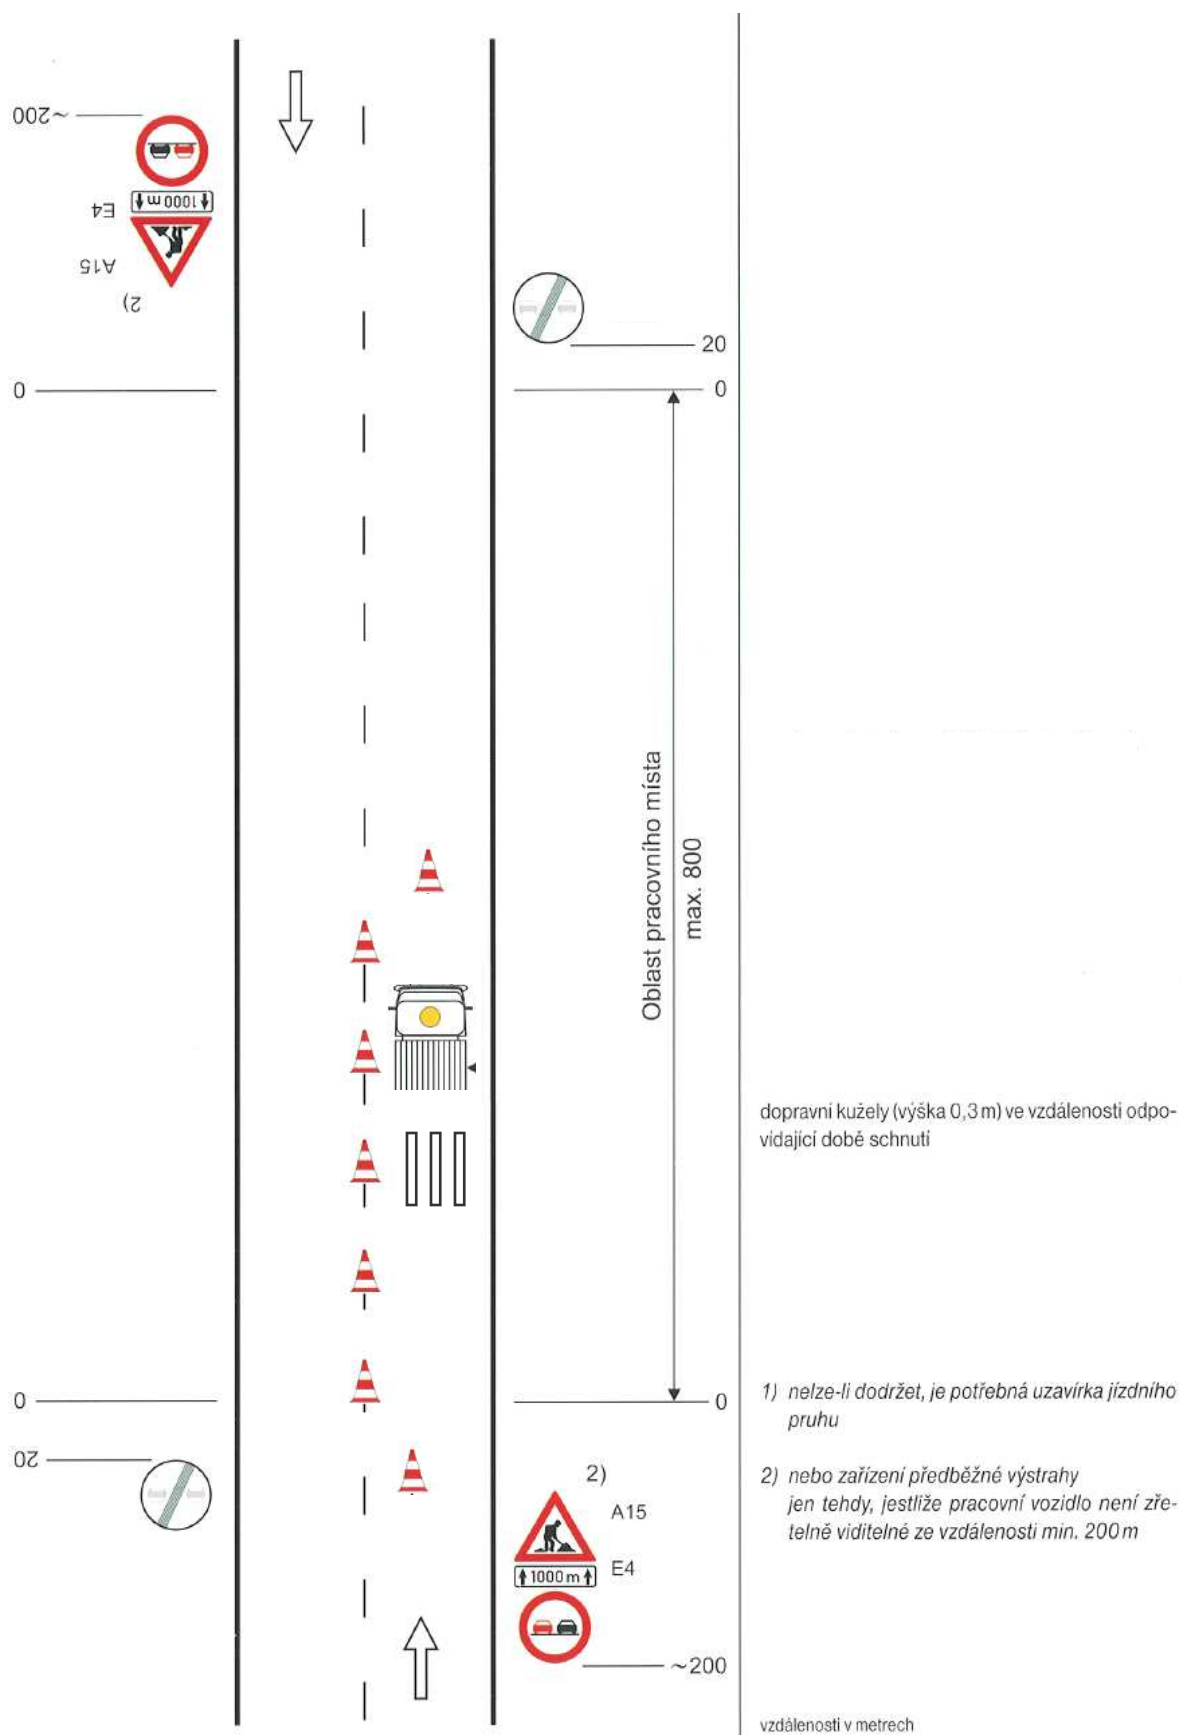 ~200
1000 m
E4
A15
2)
20
0
0
Oblast pracovního místa
max. 800
dopravní kužely (výška 0,3 m) ve vzdálenosti odpo-
vídající době schnutí
0
0
1) nelze-li dodržet, je potřebná uzavírka jízdního
pruhu
20
2)
2) nebo zařízení předběžné výstrahy
jen tehdy, jestliže pracovní vozidlo není zře-
telně viditelné ze vzdálenosti min. 200 m
A15
E4
1000 m
~200
vzdálenosti v metrech